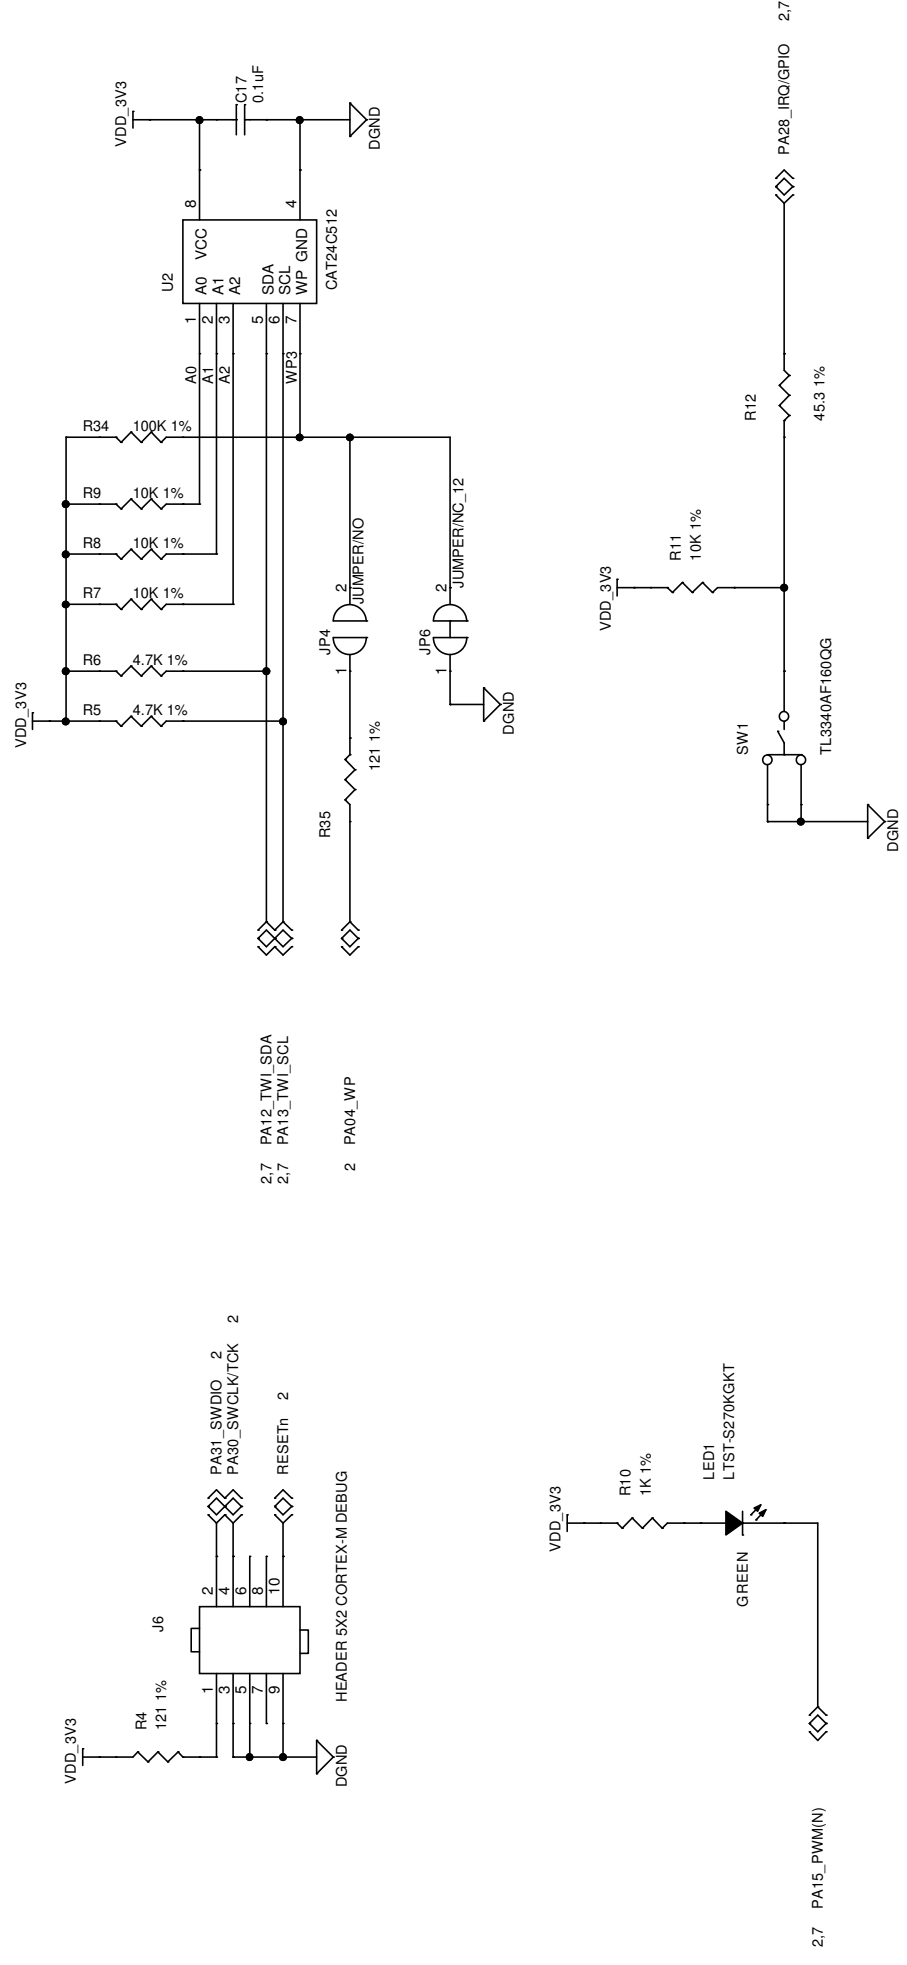 VDD_3V3
R4
121 1%
J6
1
3
5
7
9
2
4
6
8
10
PA31_SWDIO 2
PA30_SWCLK/TCK 2
RESETn 2
DGND
HEADER 5X2 CORTEX-M DEBUG
VDD_3V3
R5
4.7K 1%
R6
4.7K 1%
R7
10K 1%
R8
10K 1%
R9
10K 1%
R34
100K 1%
2,7 PA12_TWI_SDA
2,7 PA13_TWI_SCL
2 PA04_WP
R35
121 1%
JP4
1
2
JUMPER/NO
JP6
1
2
JUMPER/NC_12
DGND
A0
A1
A2
WP3
1
2
3
5
6
7
U2
A0
A1
A2
SDA
SCL
WP
VCC
GND
8
4
CAT24C512
VDD_3V3
C17
0.1uF
DGND
VDD_3V3
R10
1K 1%
LED1
LTST-S270KGKT
GREEN
2,7 PA15_PWM(N)
VDD_3V3
R11
10K 1%
SW1
TL3340AF160QG
DGND
R12
45.3 1%
PA28_IRQ/GPIO 2,7